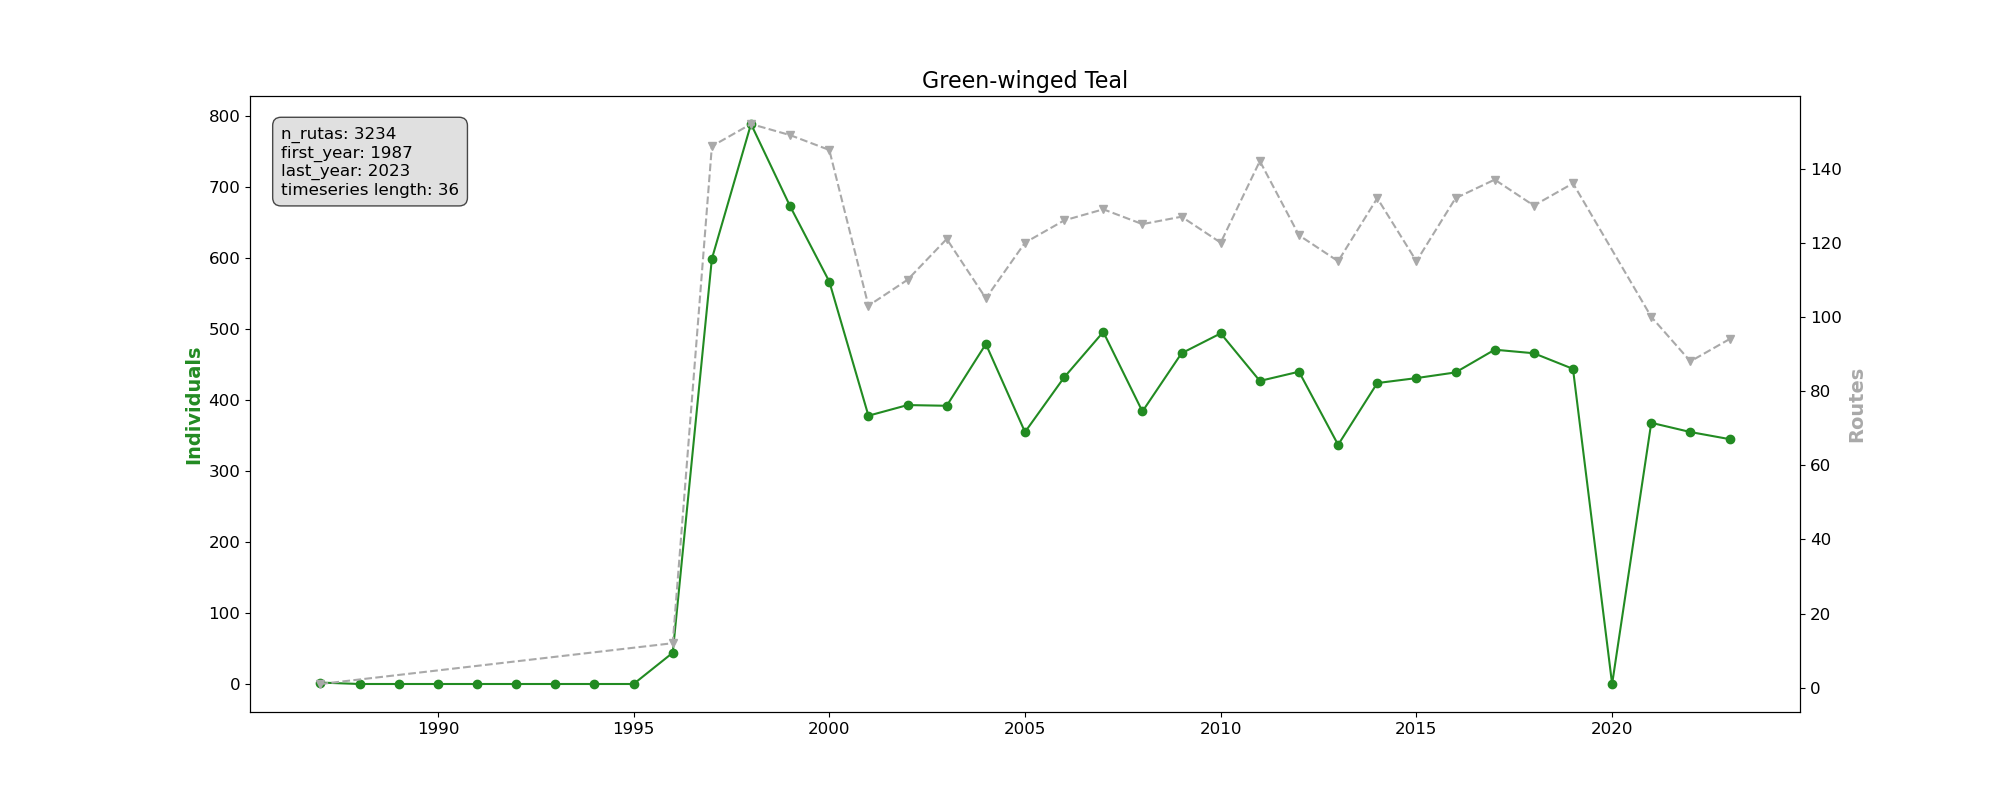 Green-winged Teal
n_rutas: 3234
first_year: 1987
last_year: 2023
timeseries length: 36
800
700
600
500
400
300
200
100
0
Individuals
140
120
100
80
60
40
20
0
Routes
1990 1995 2000 2005 2010 2015 2020